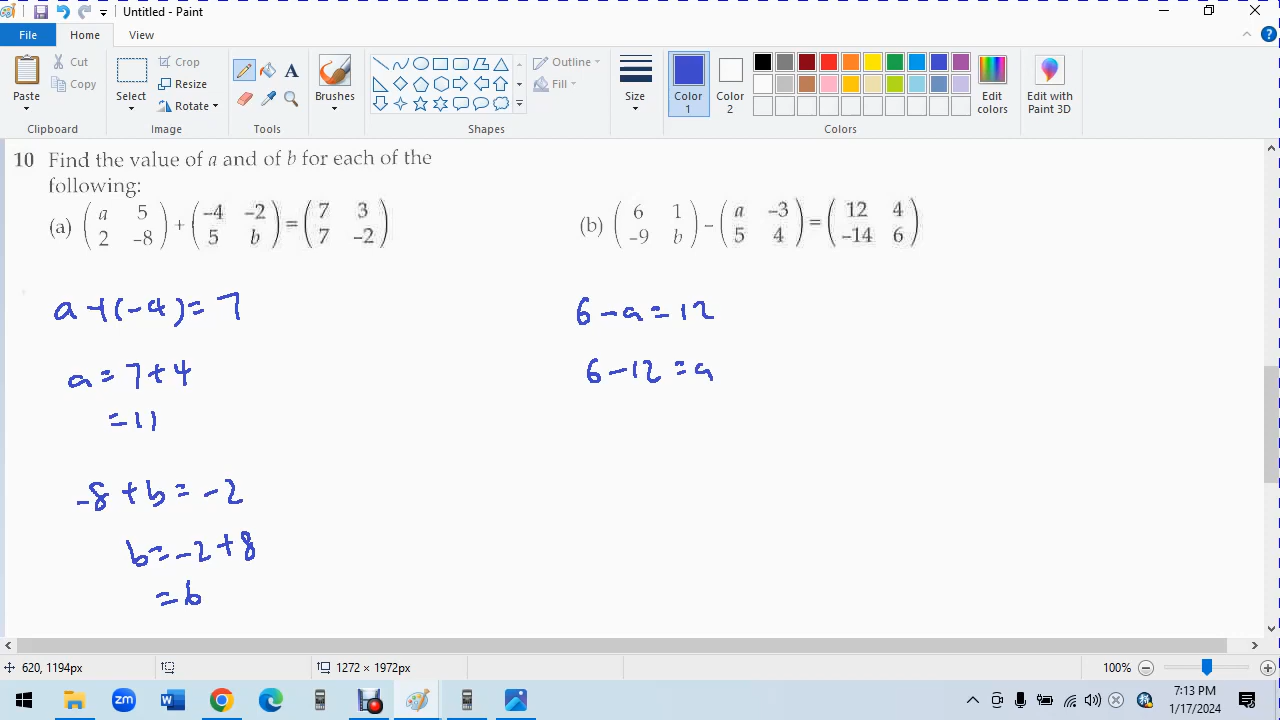 Untitled - Paint
File Home View
Paste Cut Copy Clipboard
Select Crop Resize Rotate Image
Tools
Brushes
Outline Fill Shapes
Size
Color 1 Color 2 Edit colors Colors
Edit with Paint 3D
10 Find the value of a and of b for each of the
following:
(a) ( a 5 ; 2 –8 ) + ( –4 –2 ; 5 b ) = ( 7 3 ; 7 –2 )
(b) ( 6 1 ; –9 b ) – ( a –3 ; 5 4 ) = ( 12 4 ; –14 6 )
a +(-4) = 7
a = 7+4
= 11
-8 + b = -2
b = -2 + 8
= 6
6 - a = 12
6 - 12 = a
620, 1194px
1272 × 1972px
100%
zm
7:13 PM
1/17/2024